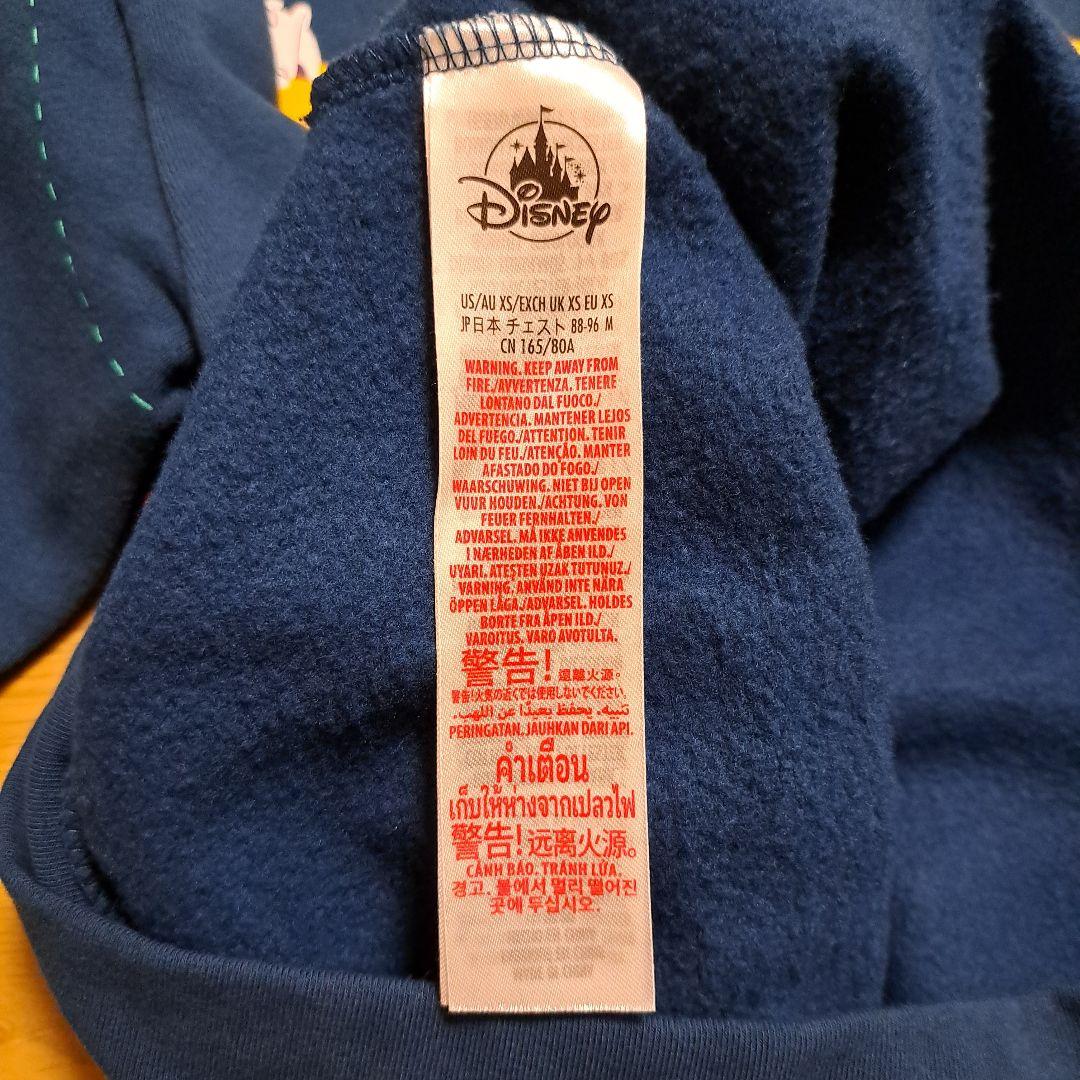 DISNEY
US/AU XS/EXCH UK XS EU XS
JP日本 チェスト 88-96 M
CN 165/80A
WARNING. KEEP AWAY FROM
FIRE./AVVERTENZA. TENERE
LONTANO DAL FUOCO./
ADVERTENCIA. MANTENER LEJOS
DEL FUEGO./ATTENTION. TENIR
LOIN DU FEU./ATENÇÃO. MANTER
AFASTADO DO FOGO./
WAARSCHUWING. NIET BIJ OPEN
VUUR HOUDEN./ACHTUNG. VON
FEUER FERNHALTEN./
ADVARSEL. MÅ IKKE ANVENDES
I NÆRHEDEN AF ÅBEN ILD./
UYARI. ATEŞTEN UZAK TUTUNUZ./
VARNING. ANVÄND INTE NÄRA
ÖPPEN LÅGA./ADVARSEL. HOLDES
BORTE FRA ÅPEN ILD./
VAROITUS. VARO AVOTULTA.
警告! 遠離火源。
警告!火気の近くでは使用しないでください。
تنبيه. يحفظ بعيدًا عن اللهب.
PERINGATAN. JAUHKAN DARI API.
คำเตือน
เก็บให้ห่างจากเปลวไฟ
警告! 远离火源。
CẢNH BÁO. TRÁNH LỬA.
경고. 불에서 멀리 떨어진
곳에 두십시오.